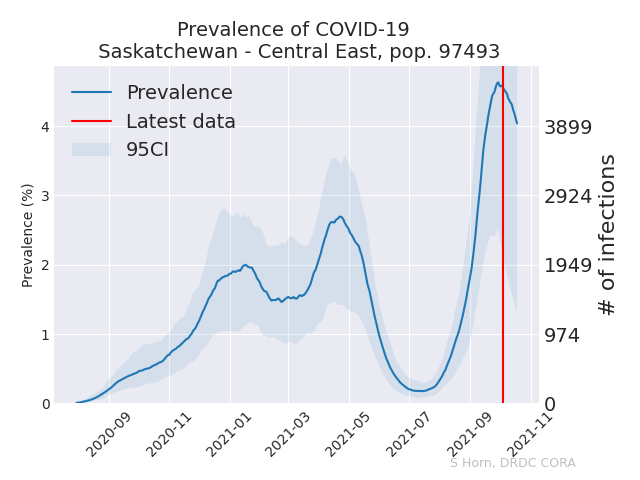 Prevalence of COVID-19
Saskatchewan - Central East, pop. 97493
Prevalence
Latest data
95CI
Prevalence (%)
4
3
2
1
0
3899
2924
1949
974
0
# of infections
2020-09
2020-11
2021-01
2021-03
2021-05
2021-07
2021-09
2021-11
S Horn, DRDC CORA